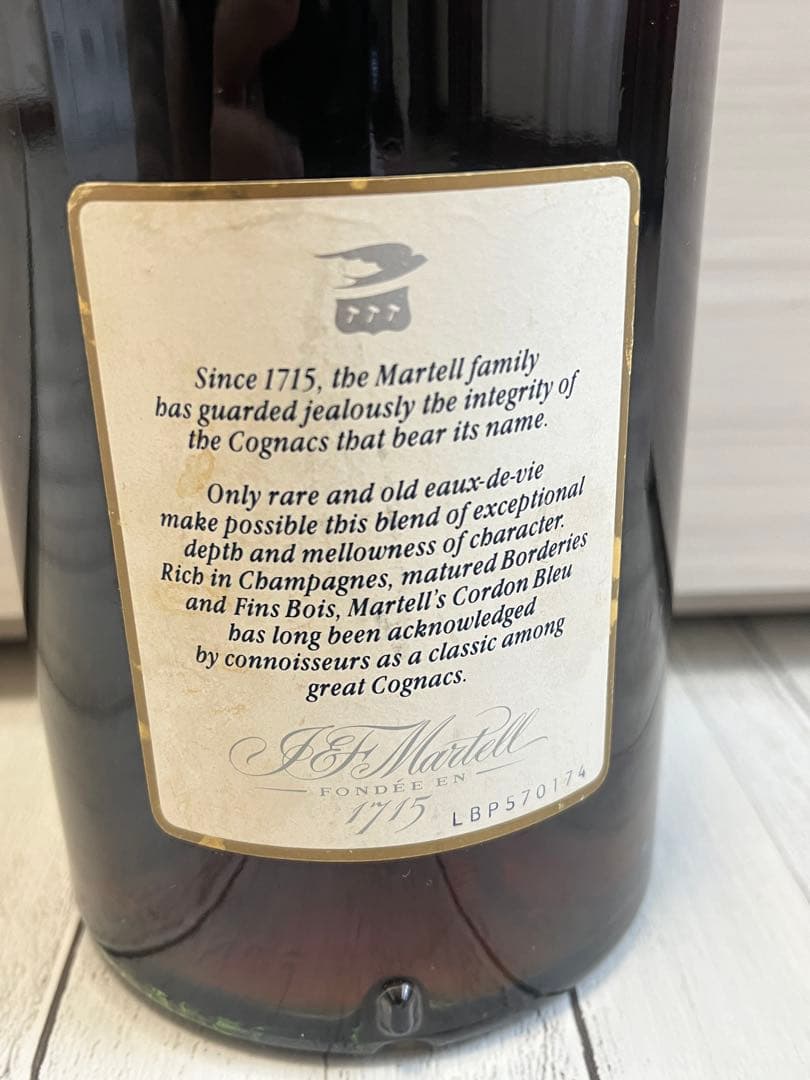 Since 1715, the Martell family
has guarded jealously the integrity of
the Cognacs that bear its name.
Only rare and old eaux-de-vie
make possible this blend of exceptional
depth and mellowness of character.
Rich in Champagnes, matured Borderies
and Fins Bois, Martell's Cordon Bleu
has long been acknowledged
by connoisseurs as a classic among
great Cognacs.
J&F Martell
FONDÉE EN
1715
LBP570174